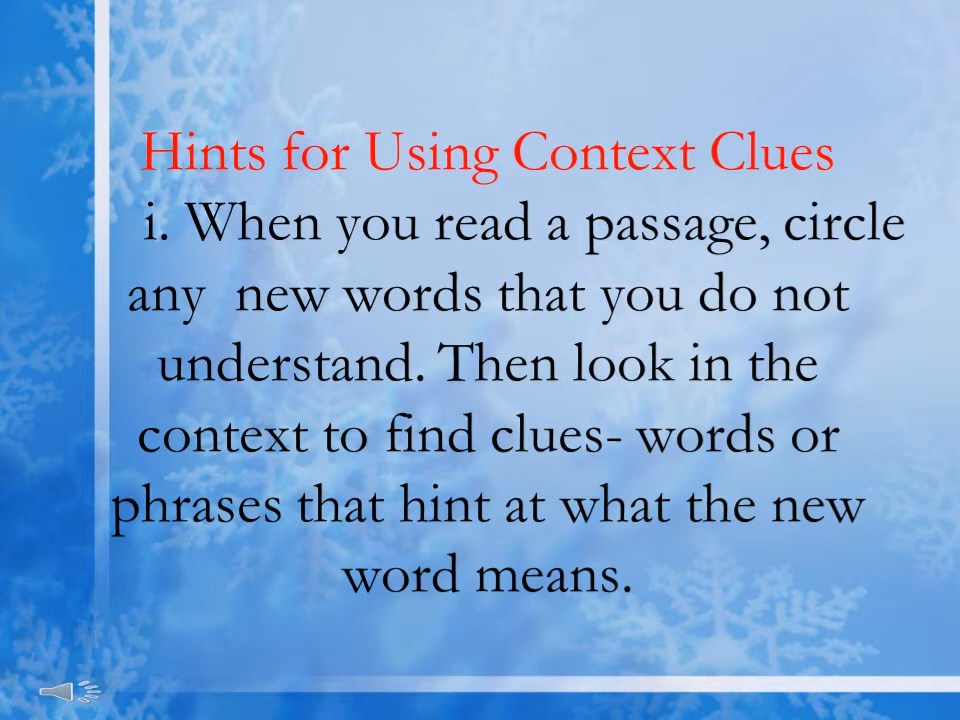 Hints for Using Context Clues
i. When you read a passage, circle
any  new words that you do not
understand. Then look in the
context to find clues- words or
phrases that hint at what the new
word means.